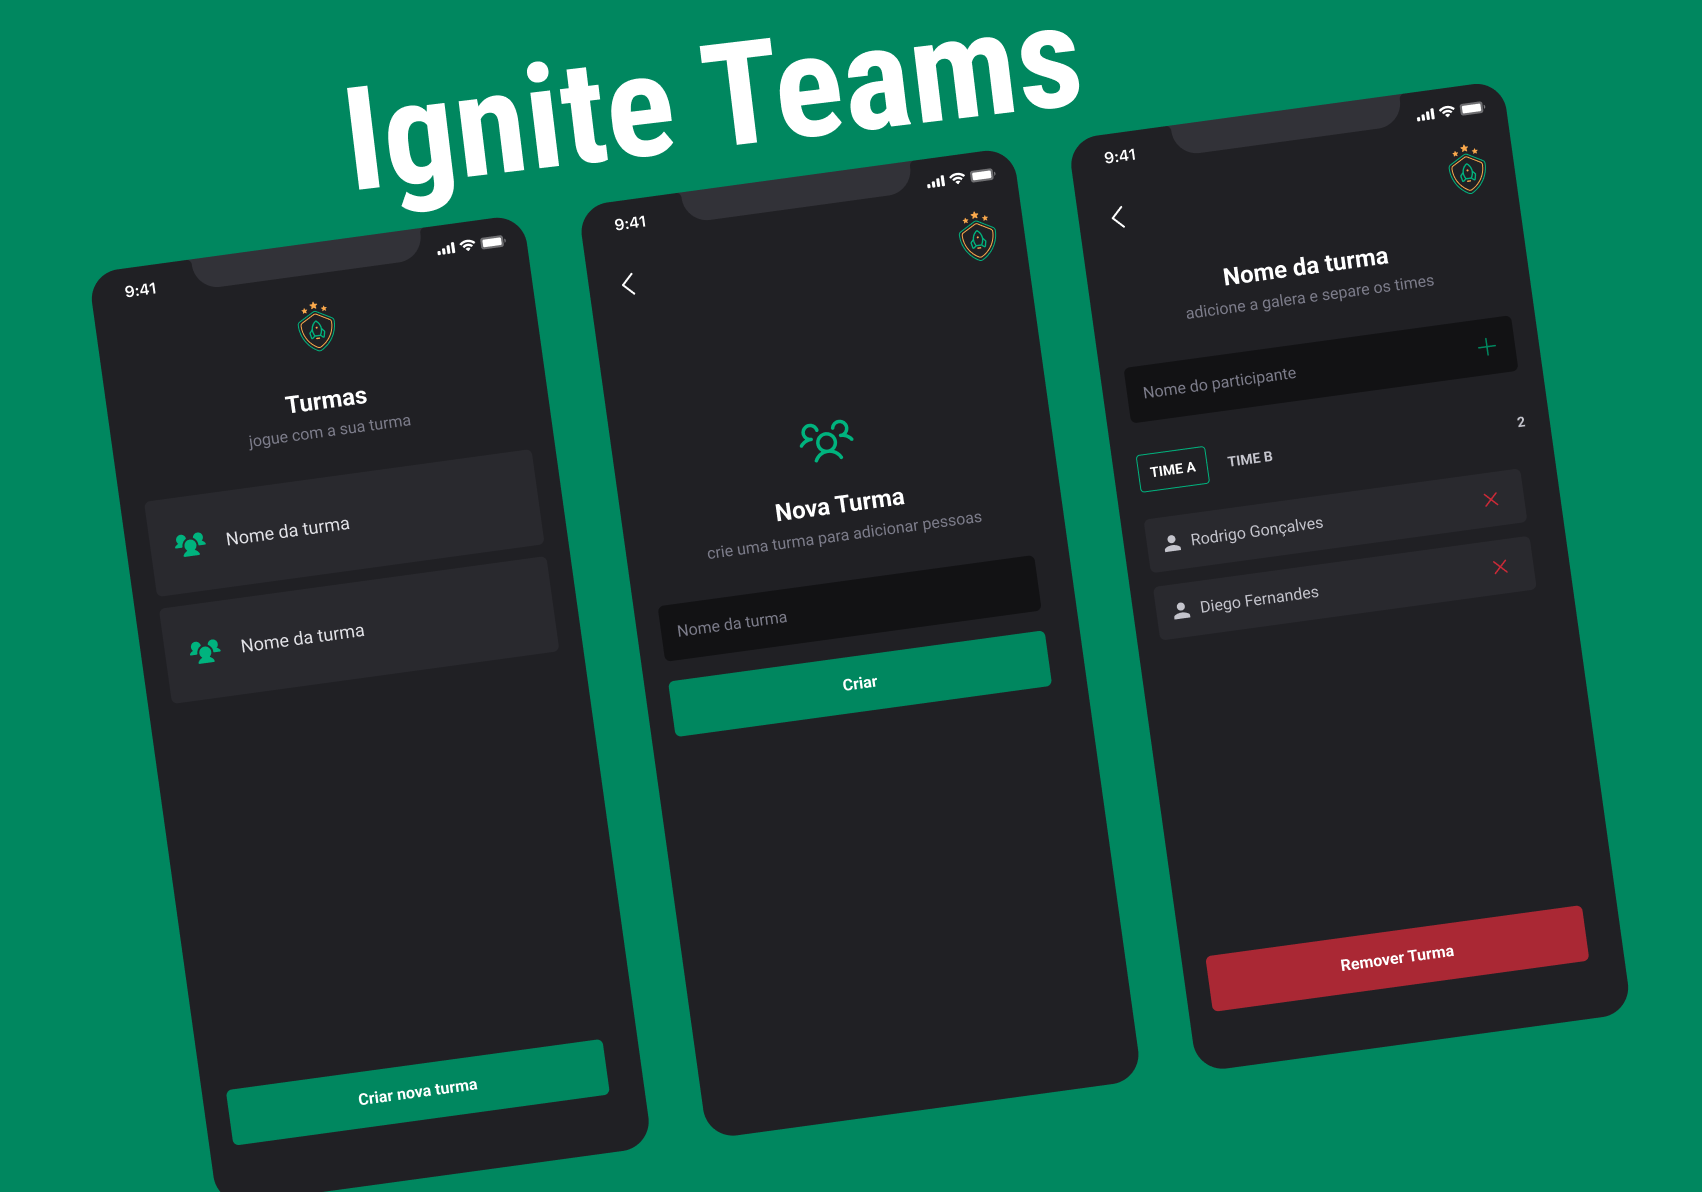 Ignite Teams
9:41
Turmas
jogue com a sua turma
Nome da turma
Nome da turma
Criar nova turma
9:41
Nova Turma
crie uma turma para adicionar pessoas
Nome da turma
Criar
9:41
Nome da turma
adicione a galera e separe os times
Nome do participante
TIME A TIME B 2
Rodrigo Gonçalves
Diego Fernandes
Remover Turma